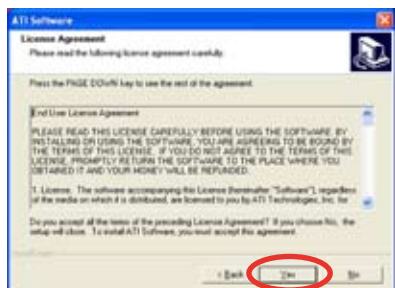 ATI Software
License Agreement
Please read the following license agreement carefully.
Press the PAGE DOWN key to see the rest of the agreement.
End User License Agreement
PLEASE READ THIS LICENSE CAREFULLY BEFORE USING THE SOFTWARE. BY
INSTALLING OR USING THE SOFTWARE, YOU ARE AGREEING TO BE BOUND BY
THE TERMS OF THIS LICENSE. IF YOU DO NOT AGREE TO THE TERMS OF THIS
LICENSE, PROMPTLY RETURN THE SOFTWARE TO THE PLACE WHERE YOU
OBTAINED IT AND YOUR MONEY WILL BE REFUNDED.
1. License. The software accompanying this License (hereinafter "Software"), regardless
of the media on which it is distributed, are licensed to you by ATI Technologies, Inc. for
Do you accept all the terms of the preceding License Agreement? If you choose No, the
setup will close. To install ATI Software, you must accept this agreement.
< Back
Yes
No